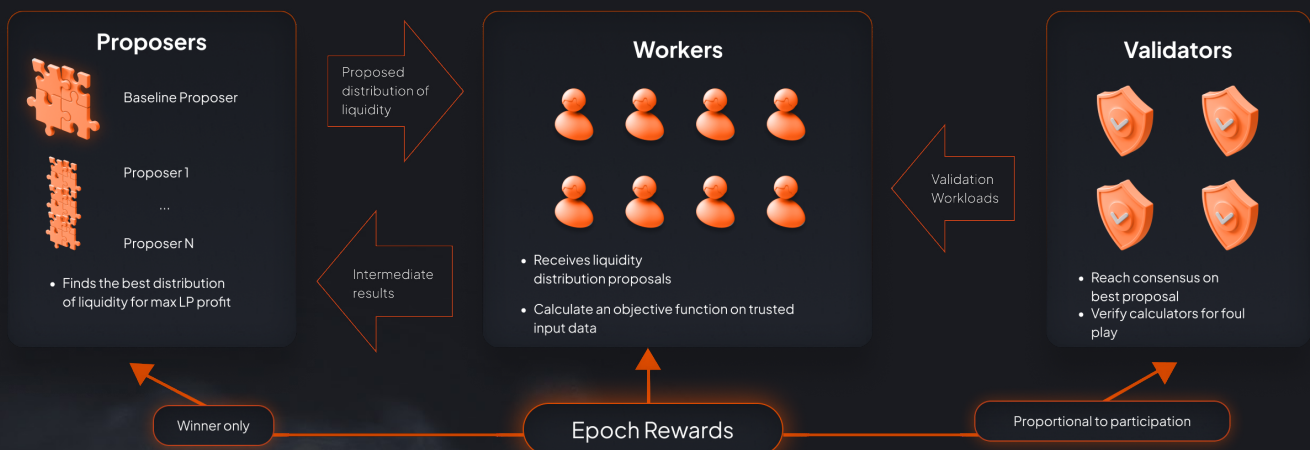 Proposers
Baseline Proposer
Proposer 1
...
Proposer N
• Finds the best distribution
of liquidity for max LP profit
Proposed
distribution of
liquidity
Intermediate
results
Workers
• Receives liquidity
distribution proposals
• Calculate an objective function on trusted
input data
Validation
Workloads
Validators
• Reach consensus on
best proposal
• Verify calculators for foul
play
Winner only
Epoch Rewards
Proportional to participation